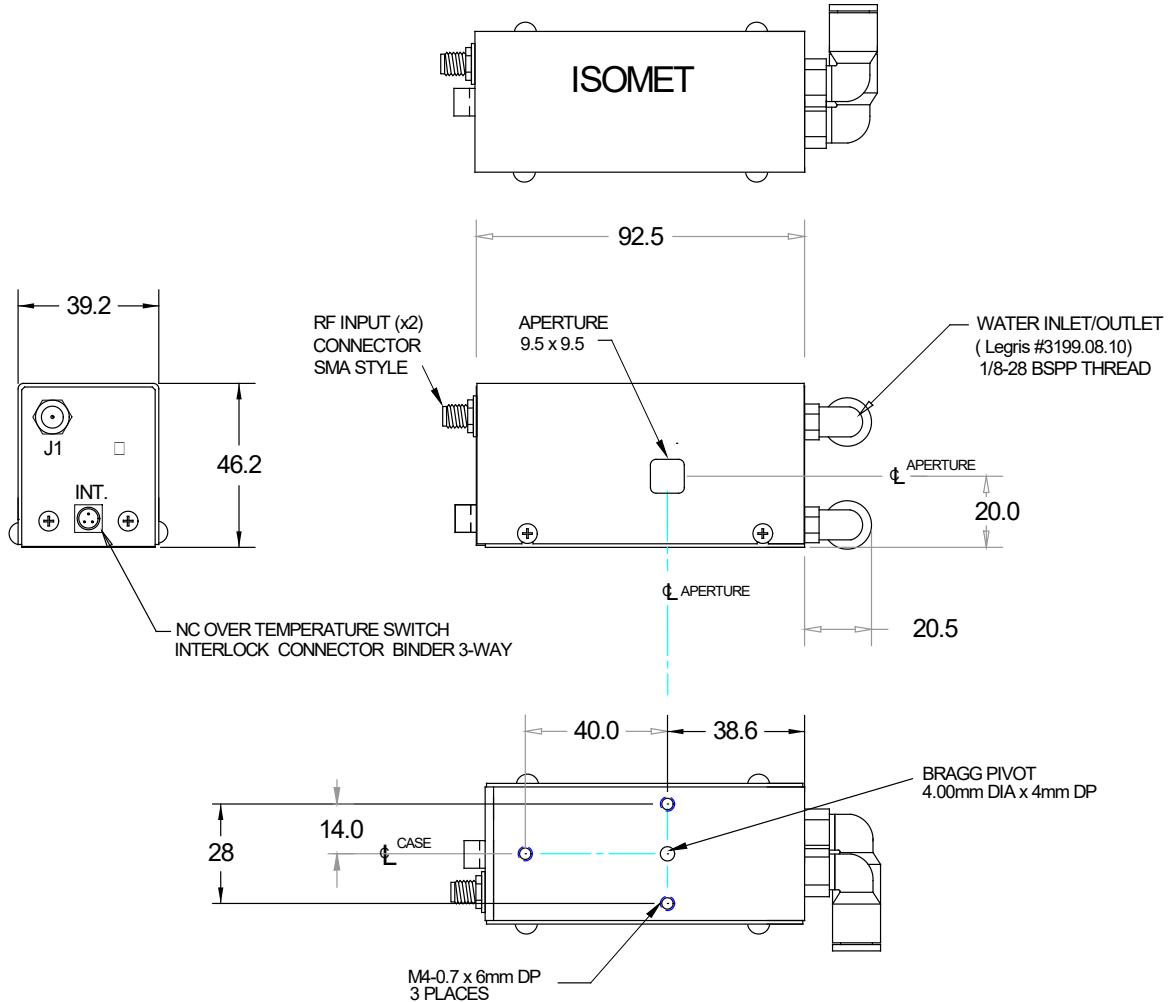 ISOMET
92.5
39.2
RF INPUT (x2)
CONNECTOR
SMA STYLE
APERTURE
9.5 x 9.5
WATER INLET/OUTLET
( Legris #3199.08.10)
1/8-28 BSPP THREAD
J1
46.2
INT.
℄ APERTURE
20.0
℄ APERTURE
20.5
NC OVER TEMPERATURE SWITCH
INTERLOCK CONNECTOR BINDER 3-WAY
40.0
38.6
BRAGG PIVOT
4.00mm DIA x 4mm DP
14.0
℄ CASE
28
M4-0.7 x 6mm DP
3 PLACES